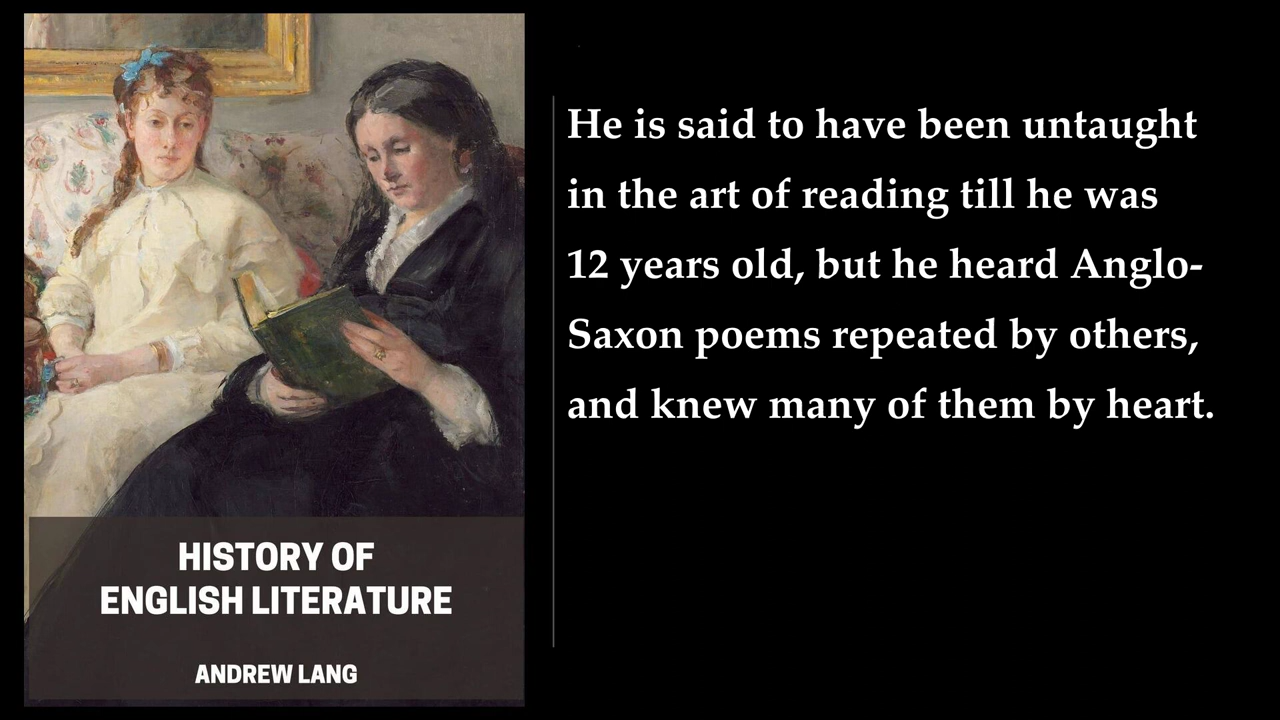 HISTORY OF
ENGLISH LITERATURE
ANDREW LANG
He is said to have been untaught
in the art of reading till he was
12 years old, but he heard Anglo-
Saxon poems repeated by others,
and knew many of them by heart.